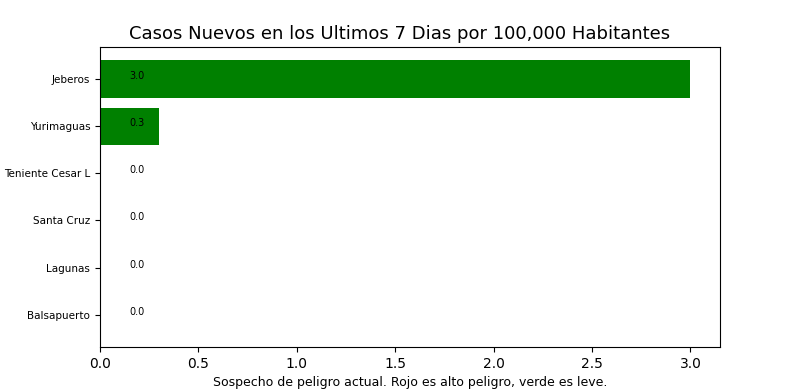 Casos Nuevos en los Ultimos 7 Dias por 100,000 Habitantes
Jeberos 3.0
Yurimaguas 0.3
Teniente Cesar L 0.0
Santa Cruz 0.0
Lagunas 0.0
Balsapuerto 0.0
0.0 0.5 1.0 1.5 2.0 2.5 3.0
Sospecho de peligro actual. Rojo es alto peligro, verde es leve.